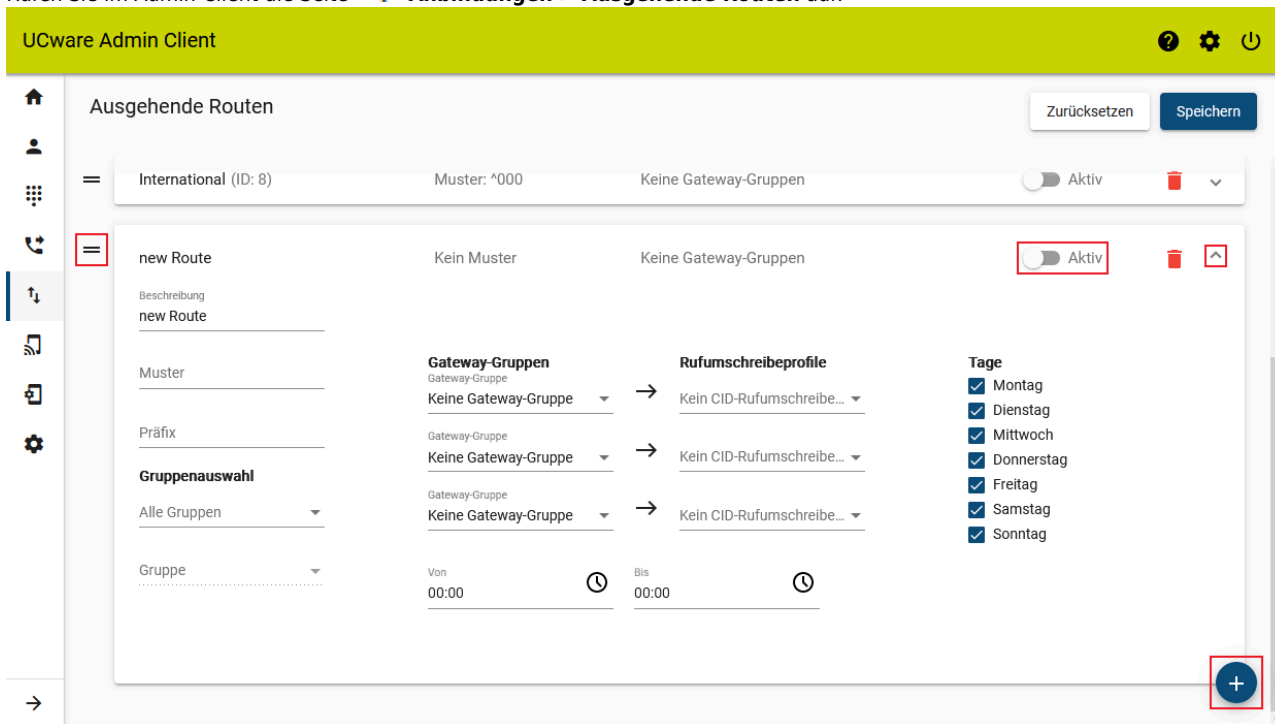 UCware Admin Client
Ausgehende Routen
Zurücksetzen
Speichern
International (ID: 8)
Muster: ^000
Keine Gateway-Gruppen
Aktiv
new Route
Kein Muster
Keine Gateway-Gruppen
Aktiv
Beschreibung
new Route
Muster
Präfix
Gruppenauswahl
Alle Gruppen
Gruppe
Gateway-Gruppen
Rufumschreibeprofile
Gateway-Gruppe
Keine Gateway-Gruppe
Kein CID-Rufumschreibe...
Gateway-Gruppe
Keine Gateway-Gruppe
Kein CID-Rufumschreibe...
Gateway-Gruppe
Keine Gateway-Gruppe
Kein CID-Rufumschreibe...
Von
00:00
Bis
00:00
Tage
Montag
Dienstag
Mittwoch
Donnerstag
Freitag
Samstag
Sonntag